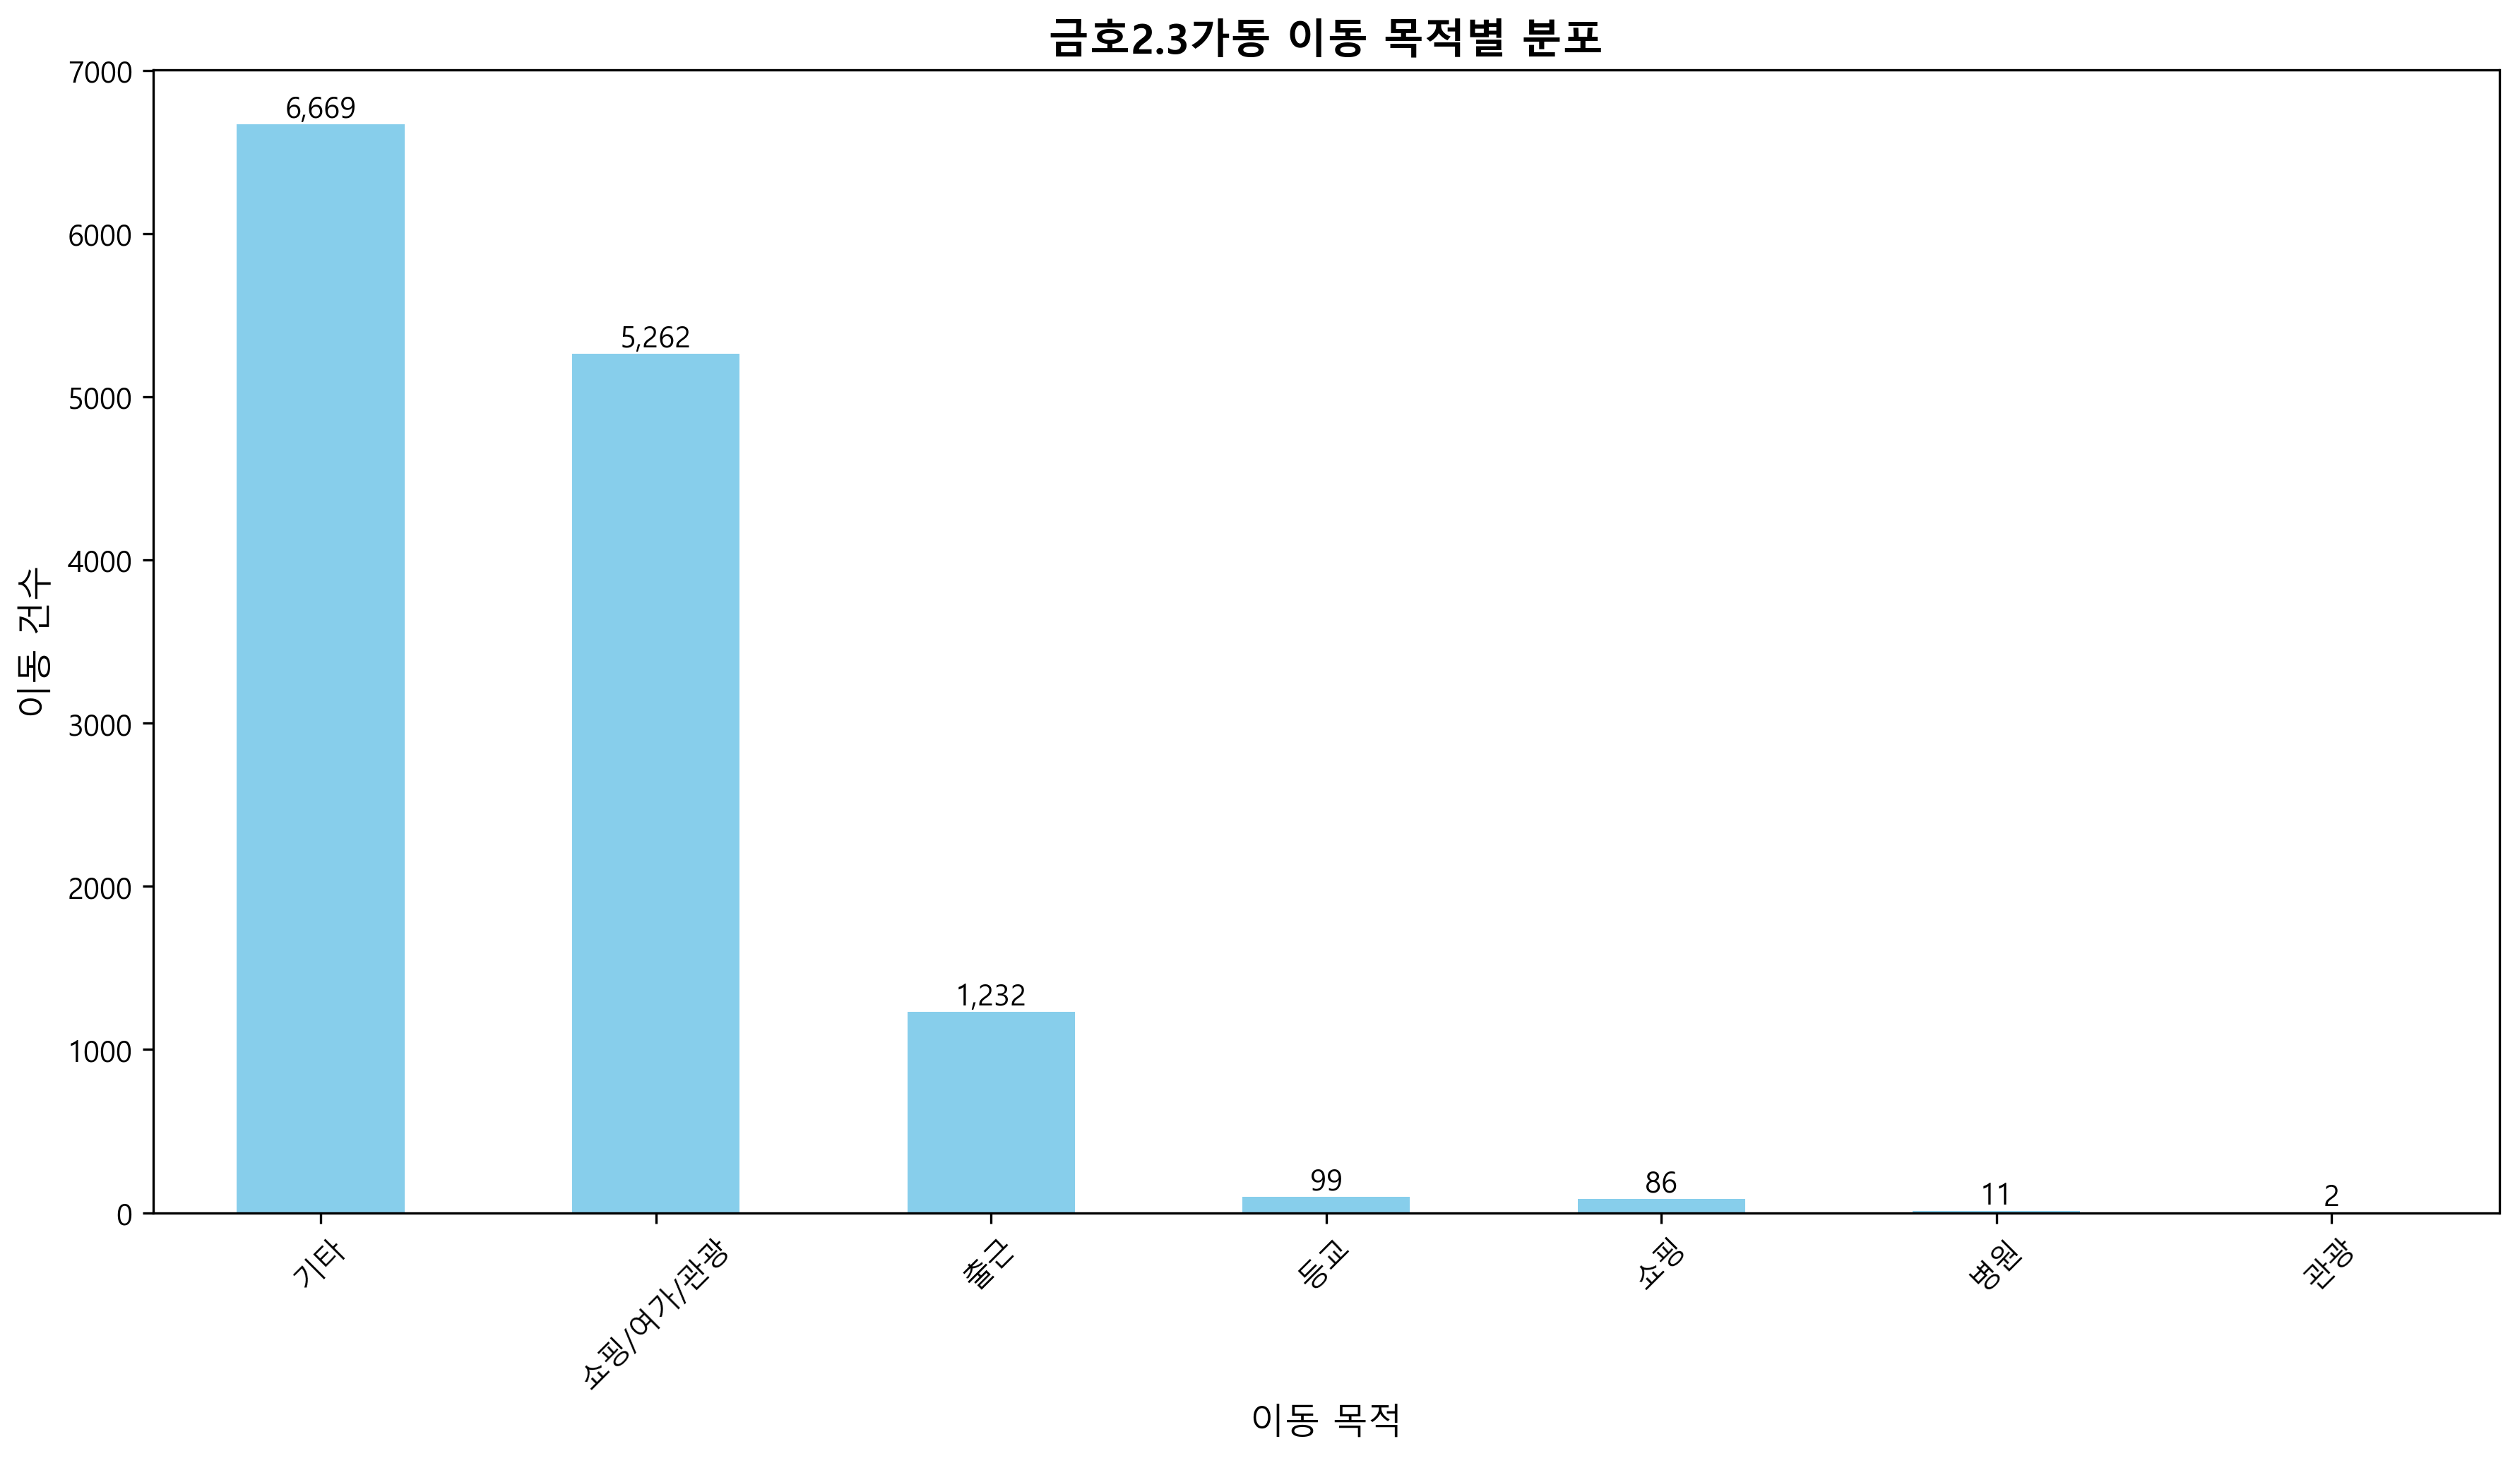 금호2.3가동 이동 목적별 분포
이동 건수
7000
6000
5000
4000
3000
2000
1000
0
6,669
5,262
1,232
99
86
11
2
기타
쇼핑/여가/관광
출근
등교
쇼핑
병원
관광
이동 목적